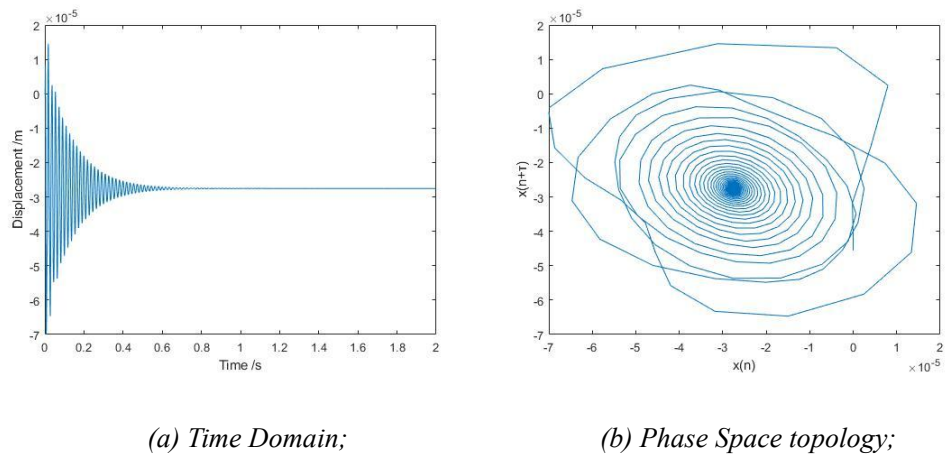 ×10⁻⁵
2
1
0
-1
-2
-3
-4
-5
-6
-7
Displacement /m
0 0.2 0.4 0.6 0.8 1 1.2 1.4 1.6 1.8 2
Time /s
×10⁻⁵
2
1
0
-1
-2
-3
-4
-5
-6
-7
x(n+τ)
-7 -6 -5 -4 -3 -2 -1 0 1 2
×10⁻⁵
x(n)
(a) Time Domain;
(b) Phase Space topology;